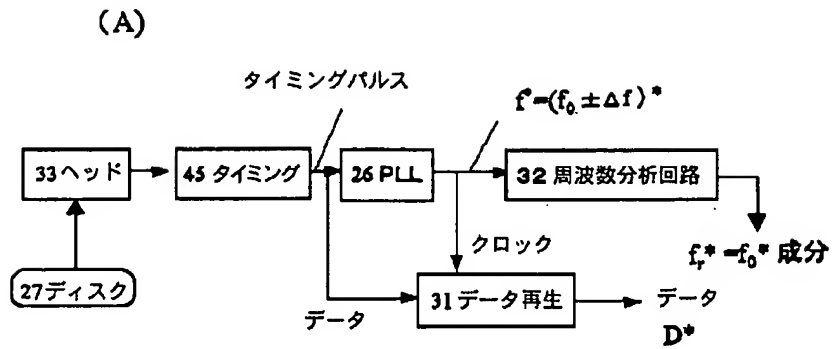 (A)
タイミングパルス
f*=(f₀±Δf)*
33ヘッド
45タイミング
26 PLL
32周波数分析回路
クロック
fᵣ*=f₀*成分
27ディスク
31データ再生
データ
データ
D*